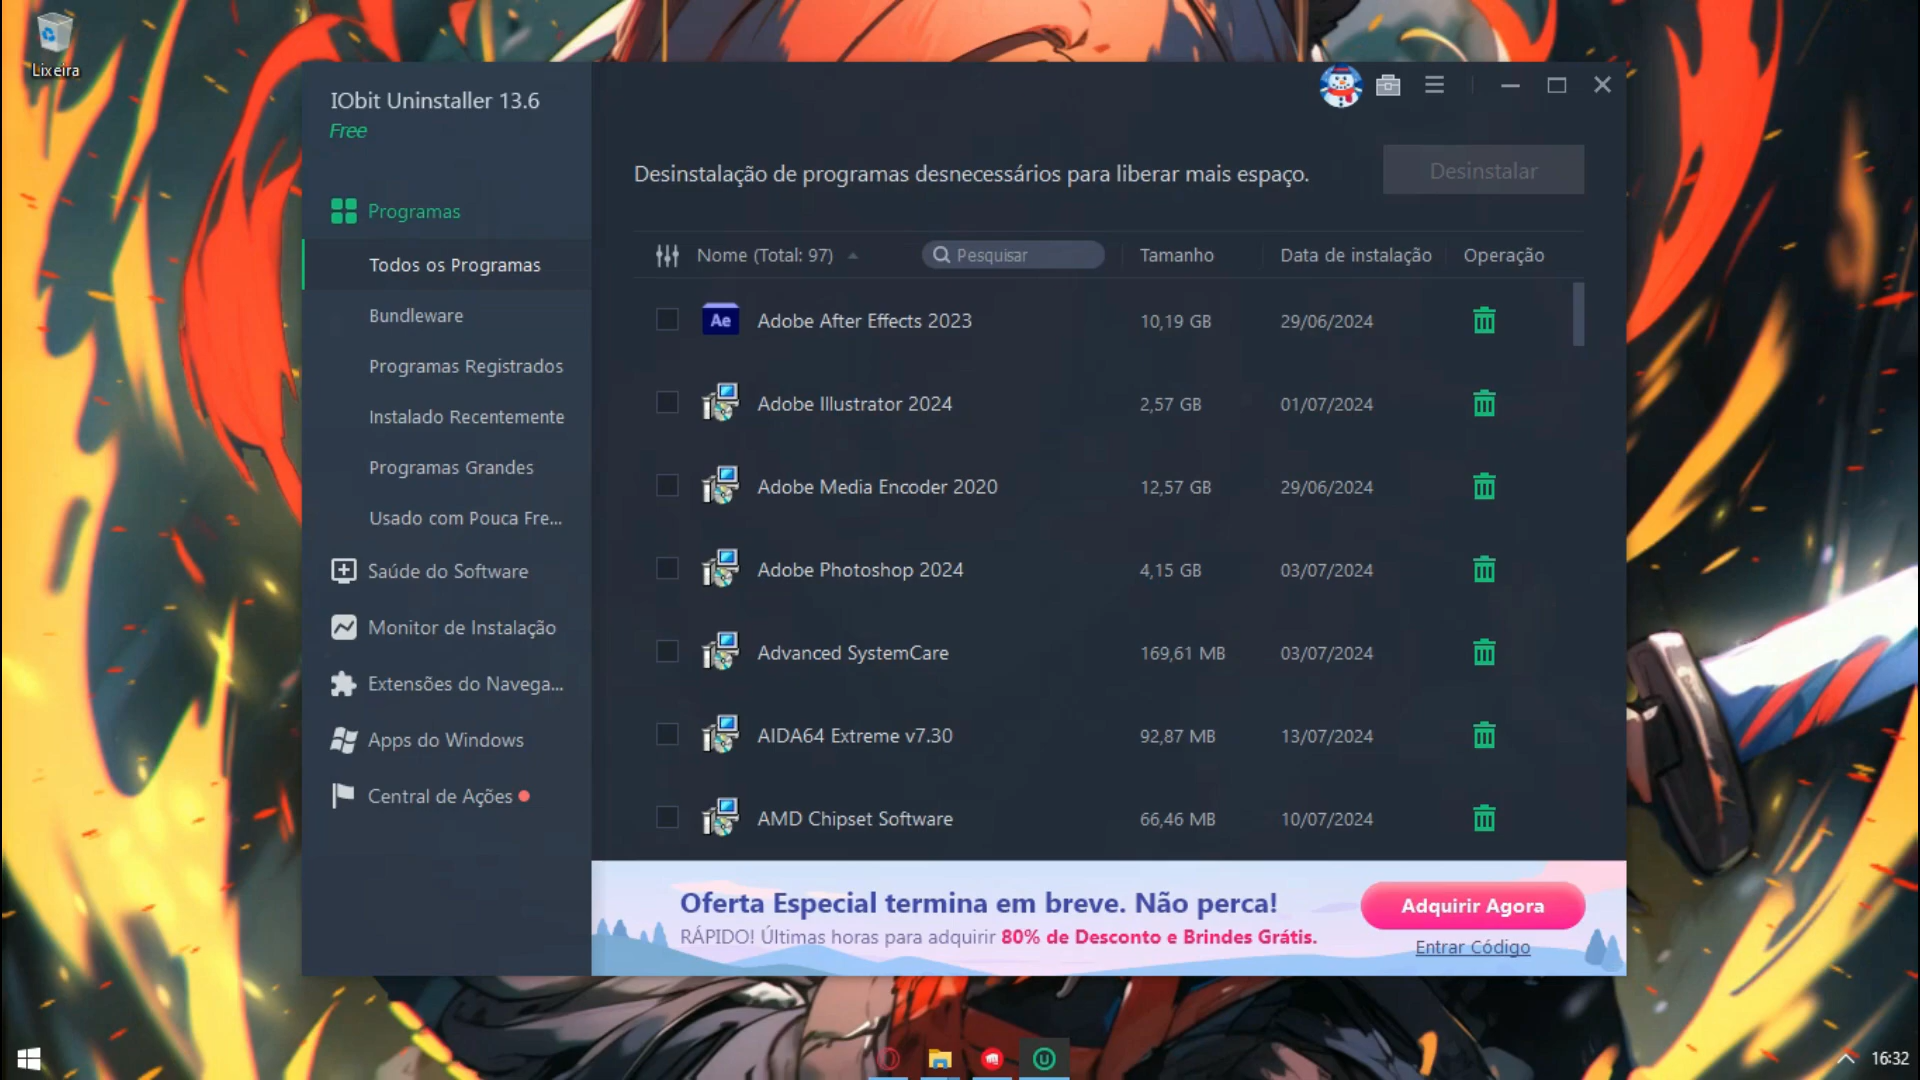 Lixeira
IObit Uninstaller 13.6
Free
Programas
Todos os Programas
Bundleware
Programas Registrados
Instalado Recentemente
Programas Grandes
Usado com Pouca Fre...
Saúde do Software
Monitor de Instalação
Extensões do Navega...
Apps do Windows
Central de Ações
Desinstalação de programas desnecessários para liberar mais espaço.
Desinstalar
Nome (Total: 97) Pesquisar Tamanho Data de instalação Operação
Ae Adobe After Effects 2023 10,19 GB 29/06/2024
Adobe Illustrator 2024 2,57 GB 01/07/2024
Adobe Media Encoder 2020 12,57 GB 29/06/2024
Adobe Photoshop 2024 4,15 GB 03/07/2024
Advanced SystemCare 169,61 MB 03/07/2024
AIDA64 Extreme v7.30 92,87 MB 13/07/2024
AMD Chipset Software 66,46 MB 10/07/2024
Oferta Especial termina em breve. Não perca!
RÁPIDO! Últimas horas para adquirir 80% de Desconto e Brindes Grátis.
Adquirir Agora
Entrar Código
16:32